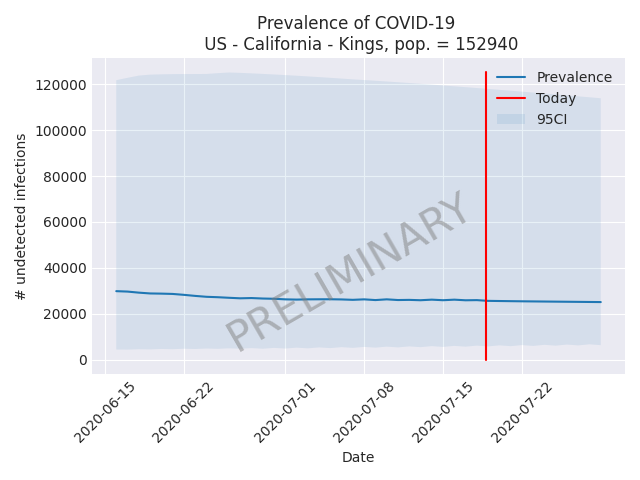 Prevalence of COVID-19
US - California - Kings, pop. = 152940
# undetected infections
120000
100000
80000
60000
40000
20000
0
Prevalence
Today
95CI
PRELIMINARY
2020-06-15
2020-06-22
2020-07-01
2020-07-08
2020-07-15
2020-07-22
Date